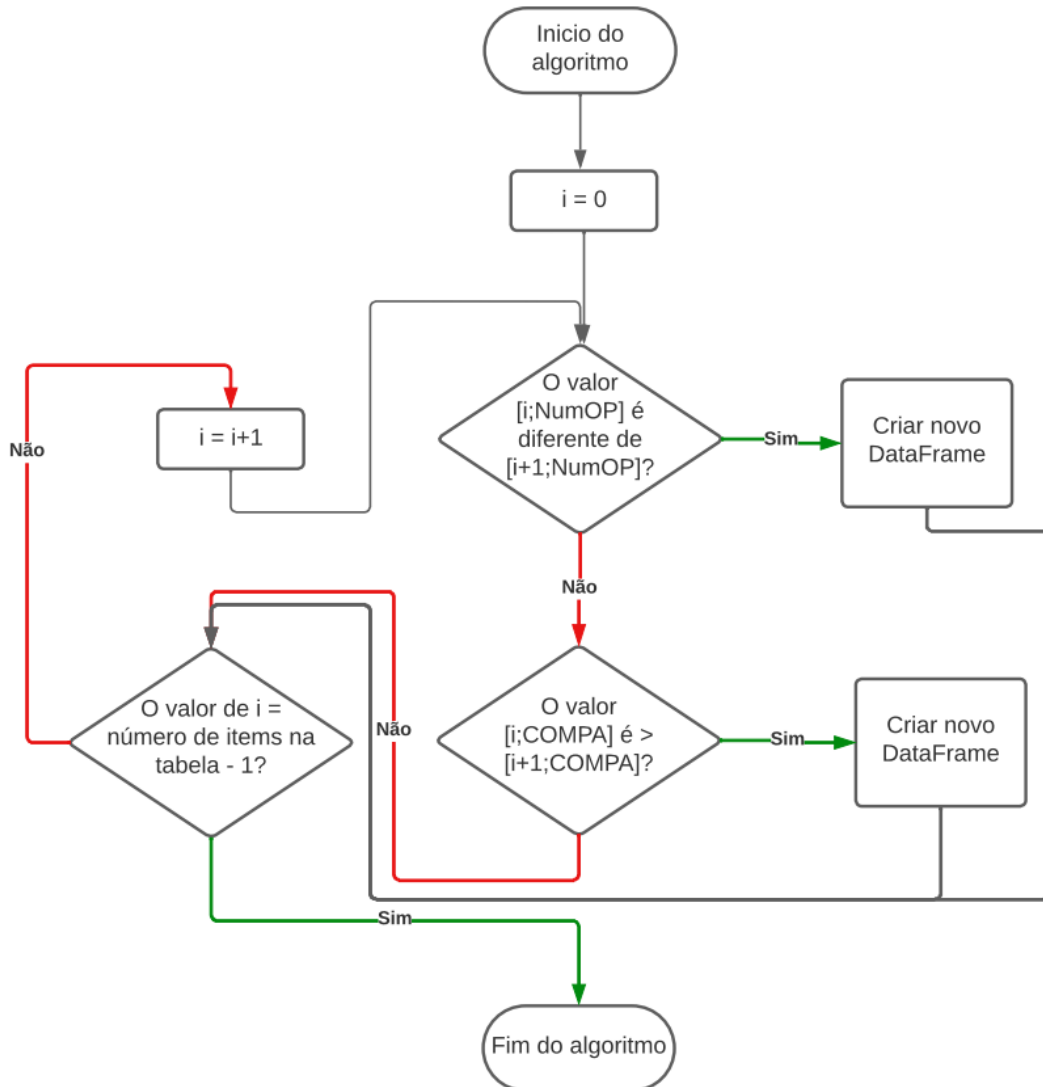 Inicio do
algoritmo
i = 0
O valor
[i;NumOP] é
diferente de
[i+1;NumOP]?
Sim
Criar novo
DataFrame
i = i+1
Não
Não
O valor
[i;COMPA] é >
[i+1;COMPA]?
Sim
Criar novo
DataFrame
Não
O valor de i =
número de items na
tabela - 1?
Sim
Fim do algoritmo